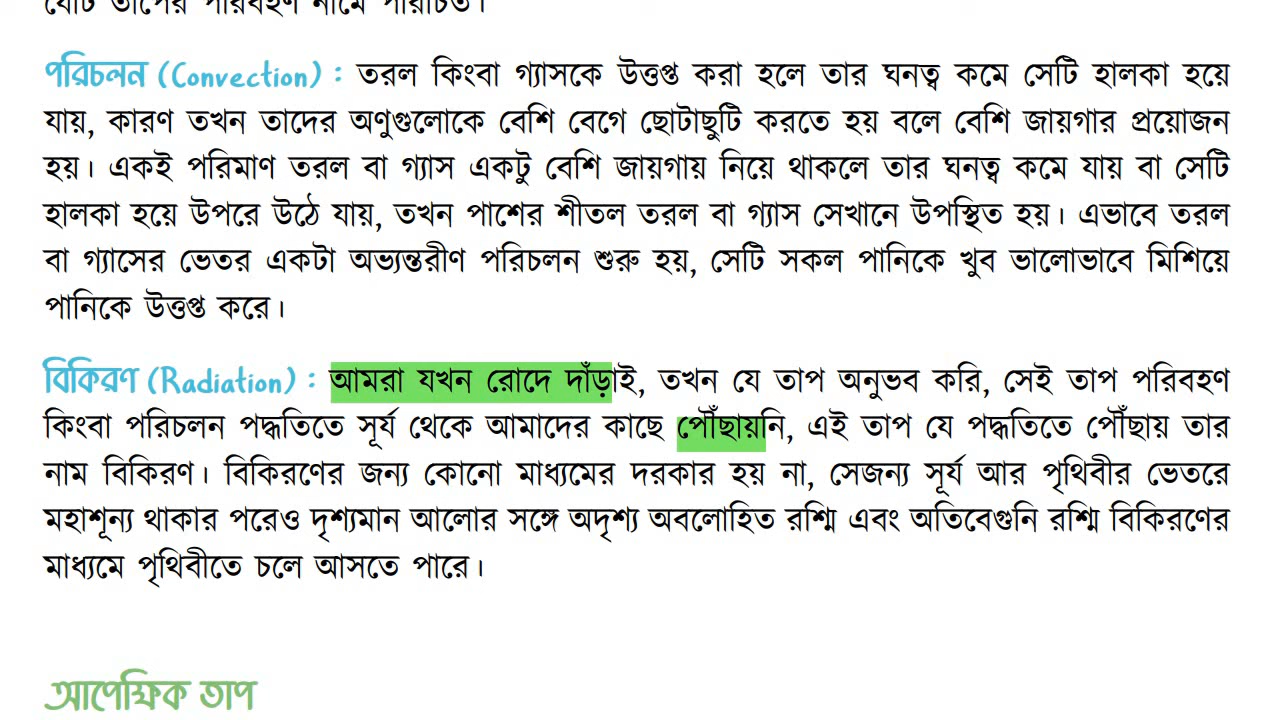 যেটি তাপের পরিবহণ নামে পরিচিত।
পরিচলন (Convection) : তরল কিংবা গ্যাসকে উত্তপ্ত করা হলে তার ঘনত্ব কমে সেটি হালকা হয়ে
যায়, কারণ তখন তাদের অণুগুলোকে বেশি বেগে ছোটাছুটি করতে হয় বলে বেশি জায়গার প্রয়োজন
হয়। একই পরিমাণ তরল বা গ্যাস একটু বেশি জায়গায় নিয়ে থাকলে তার ঘনত্ব কমে যায় বা সেটি
হালকা হয়ে উপরে উঠে যায়, তখন পাশের শীতল তরল বা গ্যাস সেখানে উপস্থিত হয়। এভাবে তরল
বা গ্যাসের ভেতর একটা অভ্যন্তরীণ পরিচলন শুরু হয়, সেটি সকল পানিকে খুব ভালোভাবে মিশিয়ে
পানিকে উত্তপ্ত করে।
বিকিরণ (Radiation) : আমরা যখন রোদে দাঁড়াই, তখন যে তাপ অনুভব করি, সেই তাপ পরিবহণ
কিংবা পরিচলন পদ্ধতিতে সূর্য থেকে আমাদের কাছে পৌঁছায়নি, এই তাপ যে পদ্ধতিতে পৌঁছায় তার
নাম বিকিরণ। বিকিরণের জন্য কোনো মাধ্যমের দরকার হয় না, সেজন্য সূর্য আর পৃথিবীর ভেতরে
মহাশূন্য থাকার পরেও দৃশ্যমান আলোর সঙ্গে অদৃশ্য অবলোহিত রশ্মি এবং অতিবেগুনি রশ্মি বিকিরণের
মাধ্যমে পৃথিবীতে চলে আসতে পারে।
আপেক্ষিক তাপ